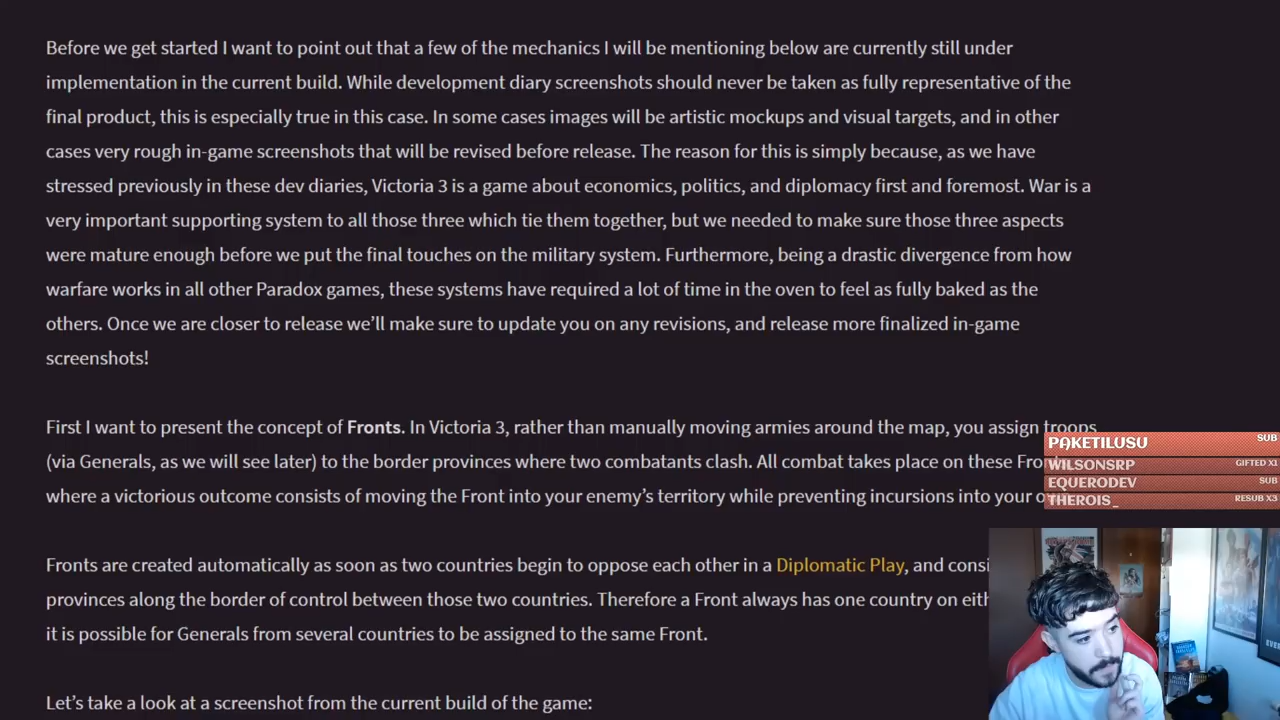 Before we get started I want to point out that a few of the mechanics I will be mentioning below are currently still under
implementation in the current build. While development diary screenshots should never be taken as fully representative of the
final product, this is especially true in this case. In some cases images will be artistic mockups and visual targets, and in other
cases very rough in-game screenshots that will be revised before release. The reason for this is simply because, as we have
stressed previously in these dev diaries, Victoria 3 is a game about economics, politics, and diplomacy first and foremost. War is a
very important supporting system to all those three which tie them together, but we needed to make sure those three aspects
were mature enough before we put the final touches on the military system. Furthermore, being a drastic divergence from how
warfare works in all other Paradox games, these systems have required a lot of time in the oven to feel as fully baked as the
others. Once we are closer to release we’ll make sure to update you on any revisions, and release more finalized in-game
screenshots!
First I want to present the concept of Fronts. In Victoria 3, rather than manually moving armies around the map, you assign troops
(via Generals, as we will see later) to the border provinces where two combatants clash. All combat takes place on these
where a victorious outcome consists of moving the Front into your enemy’s territory while preventing incursions into your
Fronts are created automatically as soon as two countries begin to oppose each other in a Diplomatic Play, and
provinces along the border of control between those two countries. Therefore a Front always has one country on
it is possible for Generals from several countries to be assigned to the same Front.
Let’s take a look at a screenshot from the current build of the game:
PAKETILUSU SUB
WILSONSRP GIFTED X1
EQUERODEV SUB
THEROIS_ RESUB X3